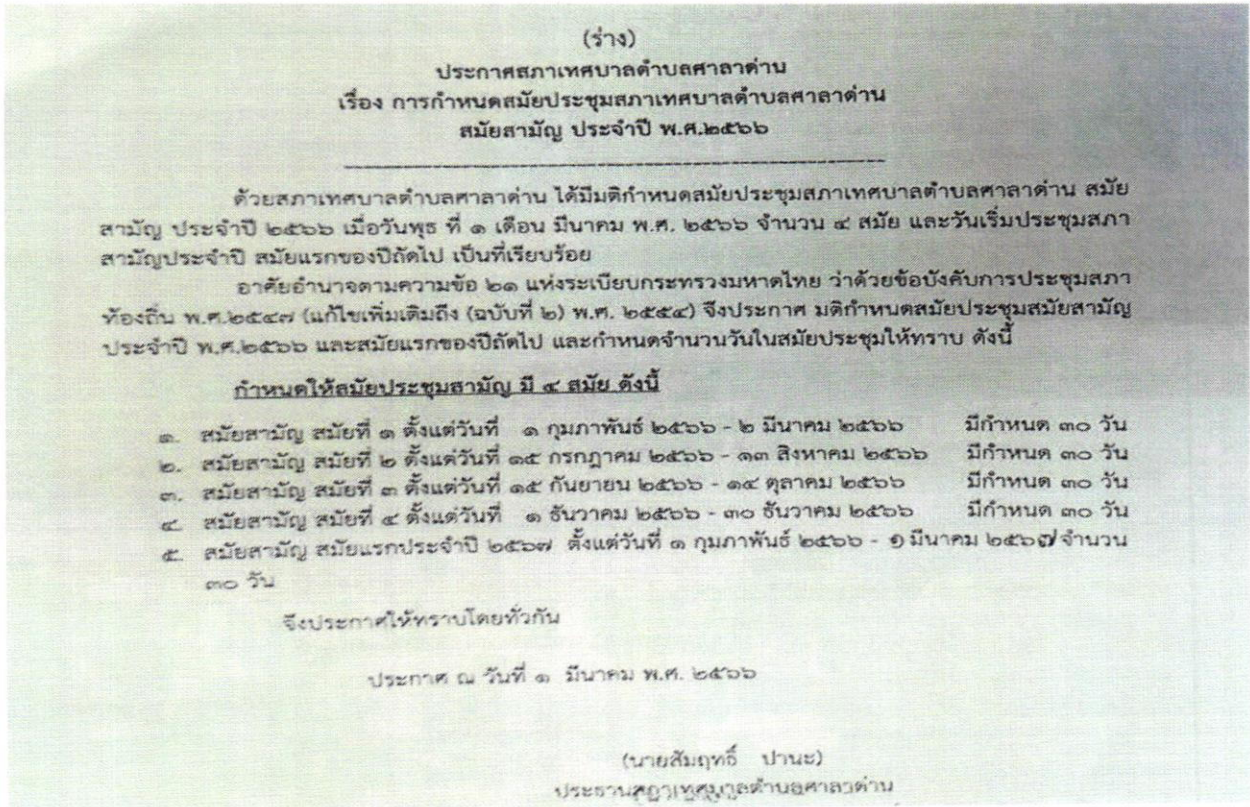 (ร่าง)
ประกาศสภาเทศบาลตำบลศาลาด่าน
เรื่อง การกำหนดสมัยประชุมสภาเทศบาลตำบลศาลาด่าน
สมัยสามัญ ประจำปี พ.ศ.๒๕๖๖
ด้วยสภาเทศบาลตำบลศาลาด่าน ได้มีมติกำหนดสมัยประชุมสภาเทศบาลตำบลศาลาด่าน สมัย
สามัญ ประจำปี ๒๕๖๖ เมื่อวันพุธ ที่ ๑ เดือน มีนาคม พ.ศ. ๒๕๖๖ จำนวน ๔ สมัย และวันเริ่มประชุมสภา
สามัญประจำปี สมัยแรกของปีถัดไป เป็นที่เรียบร้อย
อาศัยอำนาจตามความข้อ ๒๑ แห่งระเบียบกระทรวงมหาดไทย ว่าด้วยข้อบังคับการประชุมสภา
ท้องถิ่น พ.ศ.๒๕๔๗ (แก้ไขเพิ่มเติมถึง (ฉบับที่ ๒) พ.ศ. ๒๕๕๔) จึงประกาศ มติกำหนดสมัยประชุมสมัยสามัญ
ประจำปี พ.ศ.๒๕๖๖ และสมัยแรกของปีถัดไป และกำหนดจำนวนวันในสมัยประชุมให้ทราบ ดังนี้
กำหนดให้สมัยประชุมสามัญ มี ๔ สมัย ดังนี้
๑. สมัยสามัญ สมัยที่ ๑ ตั้งแต่วันที่ ๑ กุมภาพันธ์ ๒๕๖๖ - ๒ มีนาคม ๒๕๖๖ มีกำหนด ๓๐ วัน
๒. สมัยสามัญ สมัยที่ ๒ ตั้งแต่วันที่ ๑๕ กรกฎาคม ๒๕๖๖ - ๑๓ สิงหาคม ๒๕๖๖ มีกำหนด ๓๐ วัน
๓. สมัยสามัญ สมัยที่ ๓ ตั้งแต่วันที่ ๑๕ กันยายน ๒๕๖๖ - ๑๔ ตุลาคม ๒๕๖๖ มีกำหนด ๓๐ วัน
๔. สมัยสามัญ สมัยที่ ๔ ตั้งแต่วันที่ ๑ ธันวาคม ๒๕๖๖ - ๓๐ ธันวาคม ๒๕๖๖ มีกำหนด ๓๐ วัน
๕. สมัยสามัญ สมัยแรกประจำปี ๒๕๖๗ ตั้งแต่วันที่ ๑ กุมภาพันธ์ ๒๕๖๖ - ๑ มีนาคม ๒๕๖๗ จำนวน
๓๐ วัน
จึงประกาศให้ทราบโดยทั่วกัน
ประกาศ ณ วันที่ ๑ มีนาคม พ.ศ. ๒๕๖๖
(นายสัมฤทธิ์ ปานะ)
ประธานสภาเทศบาลตำบลศาลาด่าน